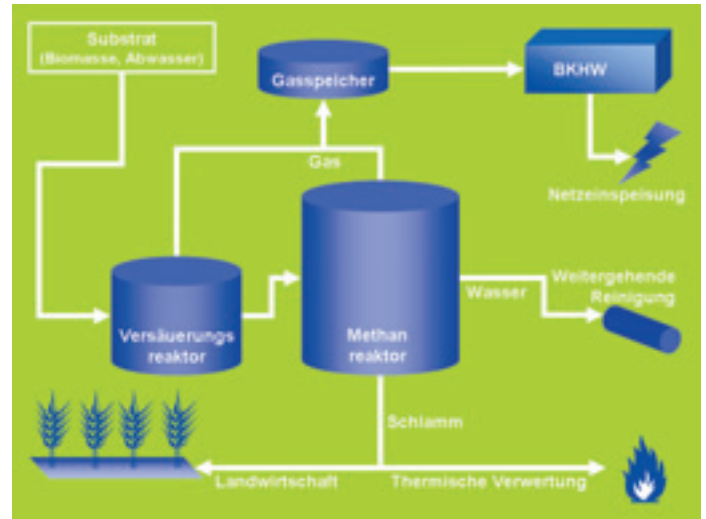 Substrat
(Biomasse, Abwasser)
Gasspeicher
BKHW
Gas
Netzeinspeisung
Versäuerungs
reaktor
Methan
reaktor
Wasser
Weitergehende
Reinigung
Schlamm
Landwirtschaft
Thermische Verwertung